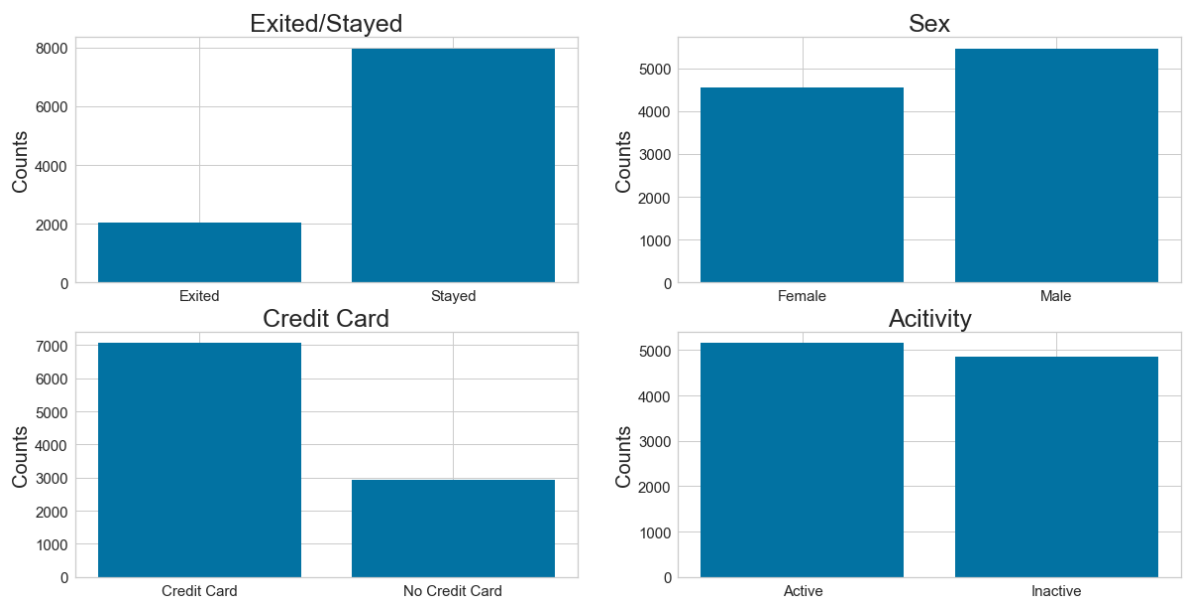 Exited/Stayed
Counts
8000
6000
4000
2000
0
Exited Stayed
Sex
Counts
5000
4000
3000
2000
1000
0
Female Male
Credit Card
Counts
7000
6000
5000
4000
3000
2000
1000
0
Credit Card No Credit Card
Acitivity
Counts
5000
4000
3000
2000
1000
0
Active Inactive